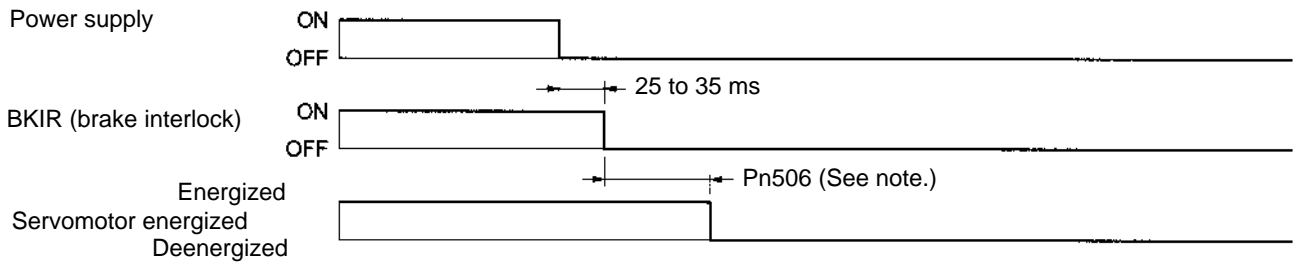 Power supply
ON
OFF
25 to 35 ms
BKIR (brake interlock)
ON
OFF
Pn506 (See note.)
Energized
Servomotor energized
Deenergized